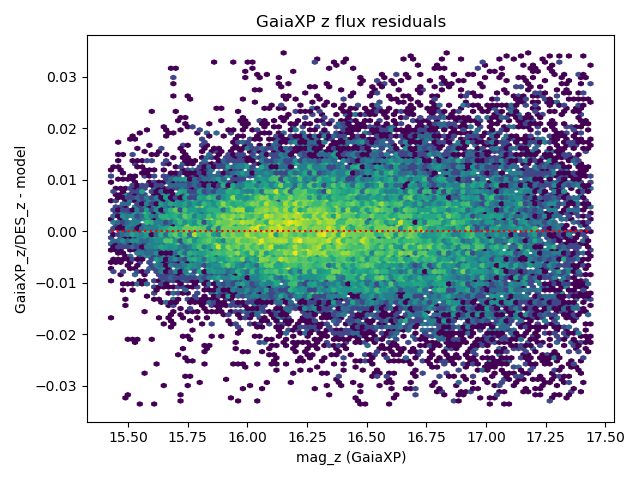 GaiaXP z flux residuals
GaiaXP_z/DES_z - model
0.03
0.02
0.01
0.00
−0.01
−0.02
−0.03
15.50 15.75 16.00 16.25 16.50 16.75 17.00 17.25 17.50
mag_z (GaiaXP)